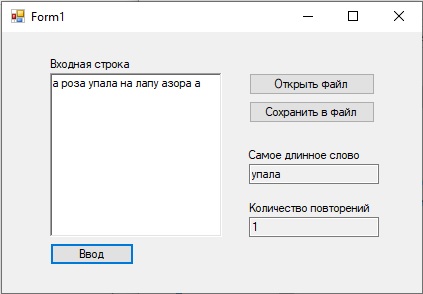 Form1
Входная строка
а роза упала на лапу азора а
Открыть файл
Сохранить в файл
Самое длинное слово
упала
Количество повторений
1
Ввод